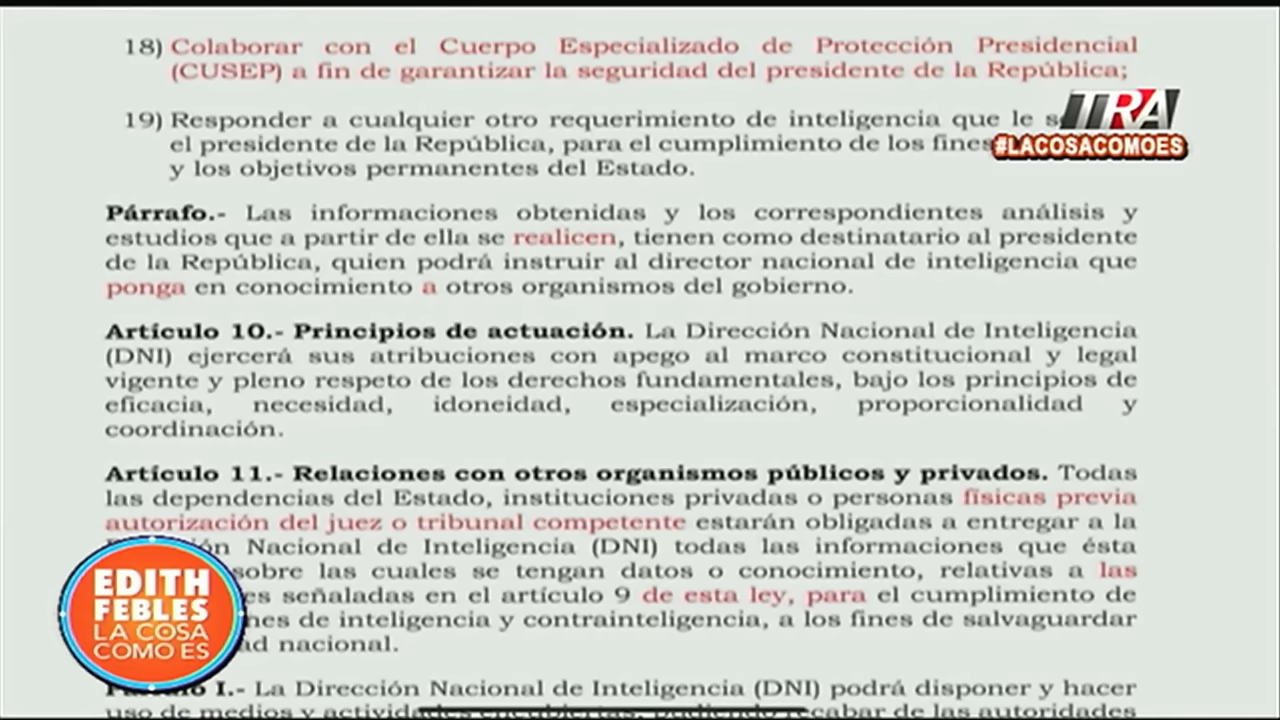 18) Colaborar con el Cuerpo Especializado de Protección Presidencial
(CUSEP) a fin de garantizar la seguridad del presidente de la República;
TRA
19) Responder a cualquier otro requerimiento de inteligencia que le
el presidente de la República, para el cumplimiento de los fines
#LACOSACOMOES
y los objetivos permanentes del Estado.
Párrafo.- Las informaciones obtenidas y los correspondientes análisis y
estudios que a partir de ella se realicen, tienen como destinatario al presidente
de la República, quien podrá instruir al director nacional de inteligencia que
ponga en conocimiento a otros organismos del gobierno.
Artículo 10.- Principios de actuación. La Dirección Nacional de Inteligencia
(DNI) ejercerá sus atribuciones con apego al marco constitucional y legal
vigente y pleno respeto de los derechos fundamentales, bajo los principios de
eficacia, necesidad, idoneidad, especialización, proporcionalidad y
coordinación.
Artículo 11.- Relaciones con otros organismos públicos y privados. Todas
las dependencias del Estado, instituciones privadas o personas físicas previa
autorización del juez o tribunal competente estarán obligadas a entregar a la
Nacional de Inteligencia (DNI) todas las informaciones que ésta
sobre las cuales se tengan datos o conocimiento, relativas a las
señaladas en el artículo 9 de esta ley, para el cumplimiento de
de inteligencia y contrainteligencia, a los fines de salvaguardar
nacional.
EDITH
FEBLES
LA COSA
COMO ES
I.- La Dirección Nacional de Inteligencia (DNI) podrá disponer y hacer
uso de medios y actividades encubiertas, pudiendo recabar de las autoridades